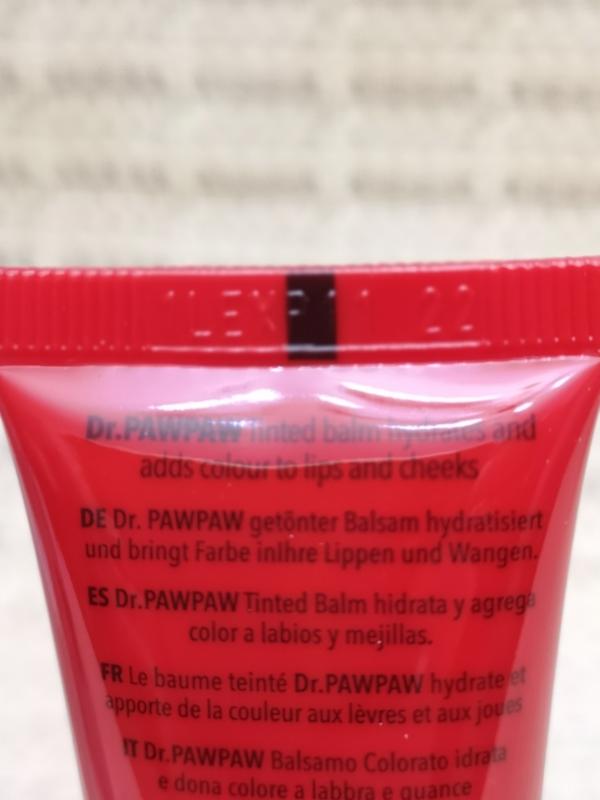 1LEXP11 22
Dr.PAWPAW Tinted balm hydrates and
adds colour to lips and cheeks
DE Dr. PAWPAW getönter Balsam hydratisiert
und bringt Farbe inIhre Lippen und Wangen.
ES Dr.PAWPAW Tinted Balm hidrata y agrega
color a labios y mejillas.
FR Le baume teinté Dr.PAWPAW hydrate et
apporte de la couleur aux lèvres et aux joues
IT Dr.PAWPAW Balsamo Colorato idrata
e dona colore a labbra e guance